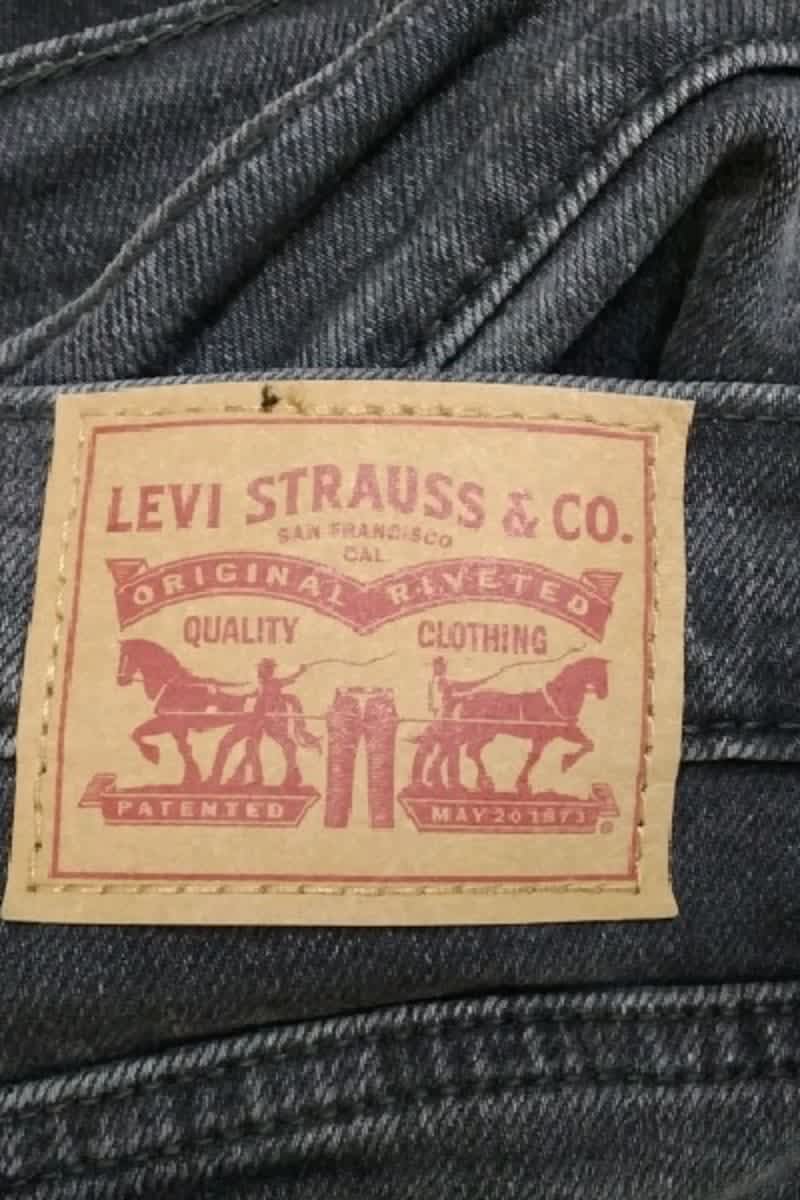 LEVI STRAUSS & CO.
SAN FRANCISCO
CAL
ORIGINAL RIVETED
QUALITY CLOTHING
PATENTED MAY 20 1873 ®